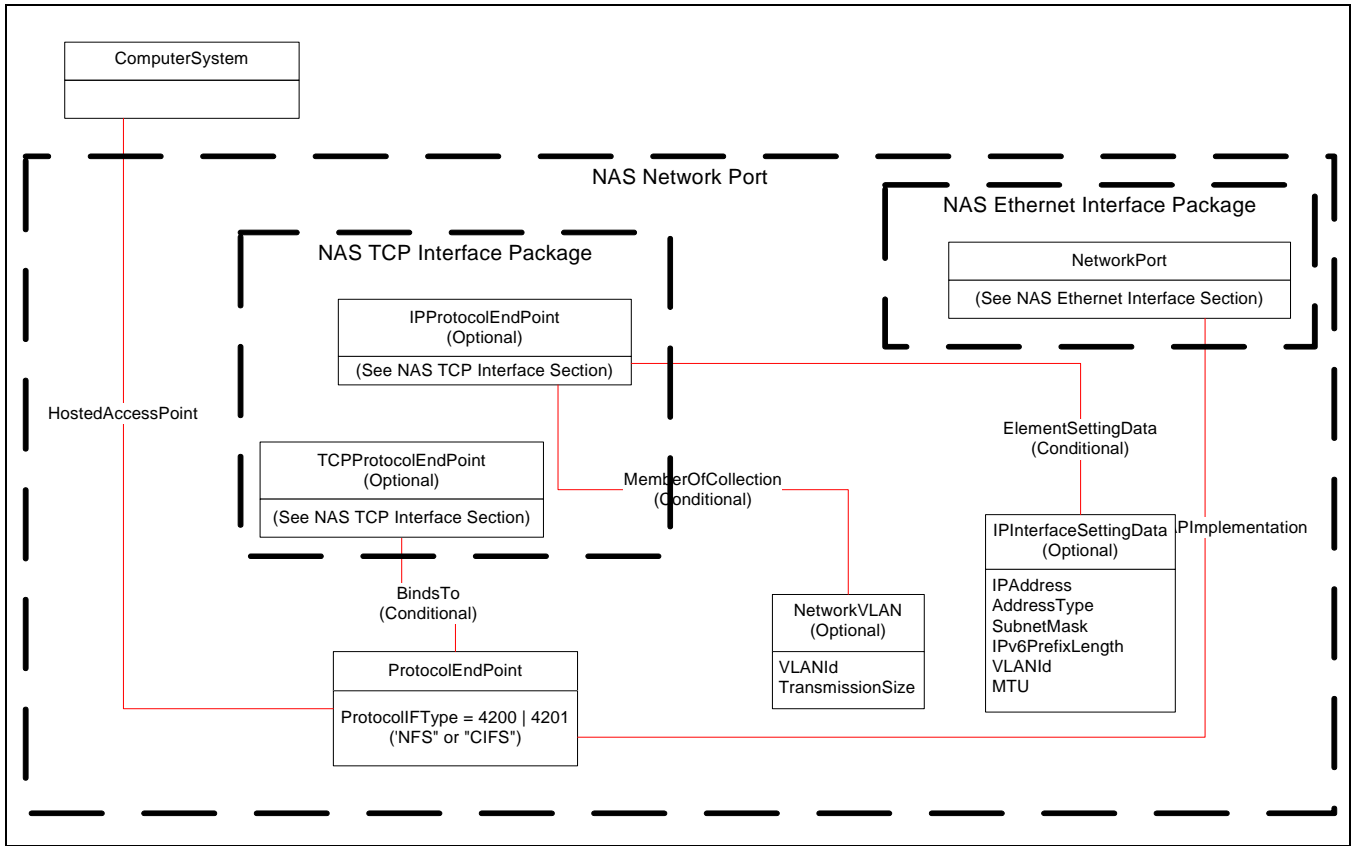 ComputerSystem
NAS Network Port
NAS Ethernet Interface Package
NetworkPort
(See NAS Ethernet Interface Section)
NAS TCP Interface Package
IPProtocolEndPoint
(Optional)
(See NAS TCP Interface Section)
HostedAccessPoint
ElementSettingData
(Conditional)
TCPProtocolEndPoint
(Optional)
(See NAS TCP Interface Section)
MemberOfCollection
(Conditional)
IPInterfaceSettingData
(Optional)
IPAddress
AddressType
SubnetMask
IPv6PrefixLength
VLANId
MTU
PImplementation
BindsTo
(Conditional)
NetworkVLAN
(Optional)
VLANId
TransmissionSize
ProtocolEndPoint
ProtocolIFType = 4200 | 4201
('NFS" or "CIFS")